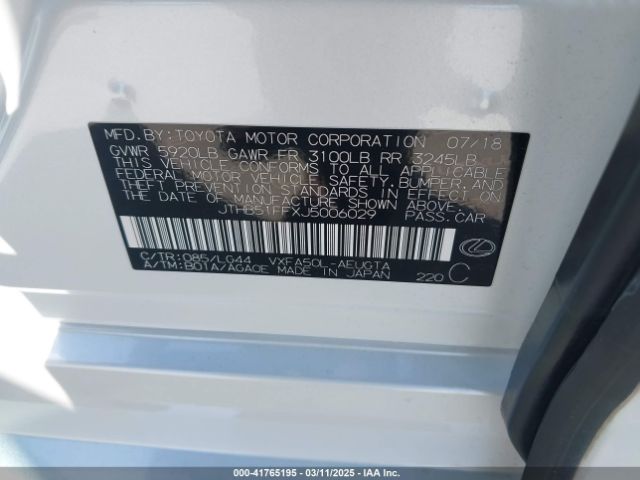 MFD. BY: TOYOTA MOTOR CORPORATION 07/18
GVWR 5920LB GAWR FR 3100LB RR 3245LB
THIS VEHICLE CONFORMS TO ALL APPLICABLE
FEDERAL MOTOR VEHICLE SAFETY, BUMPER, AND
THEFT PREVENTION STANDARDS IN EFFECT ON
THE DATE OF MANUFACTURE SHOWN ABOVE.
PASS. CAR
C/TR: 085/LG44 VXFA50L-AEUGTA
A/TM: B01A/AGA0E MADE IN JAPAN 220 C
000-41765195 - 03/11/2025 - IAA Inc.